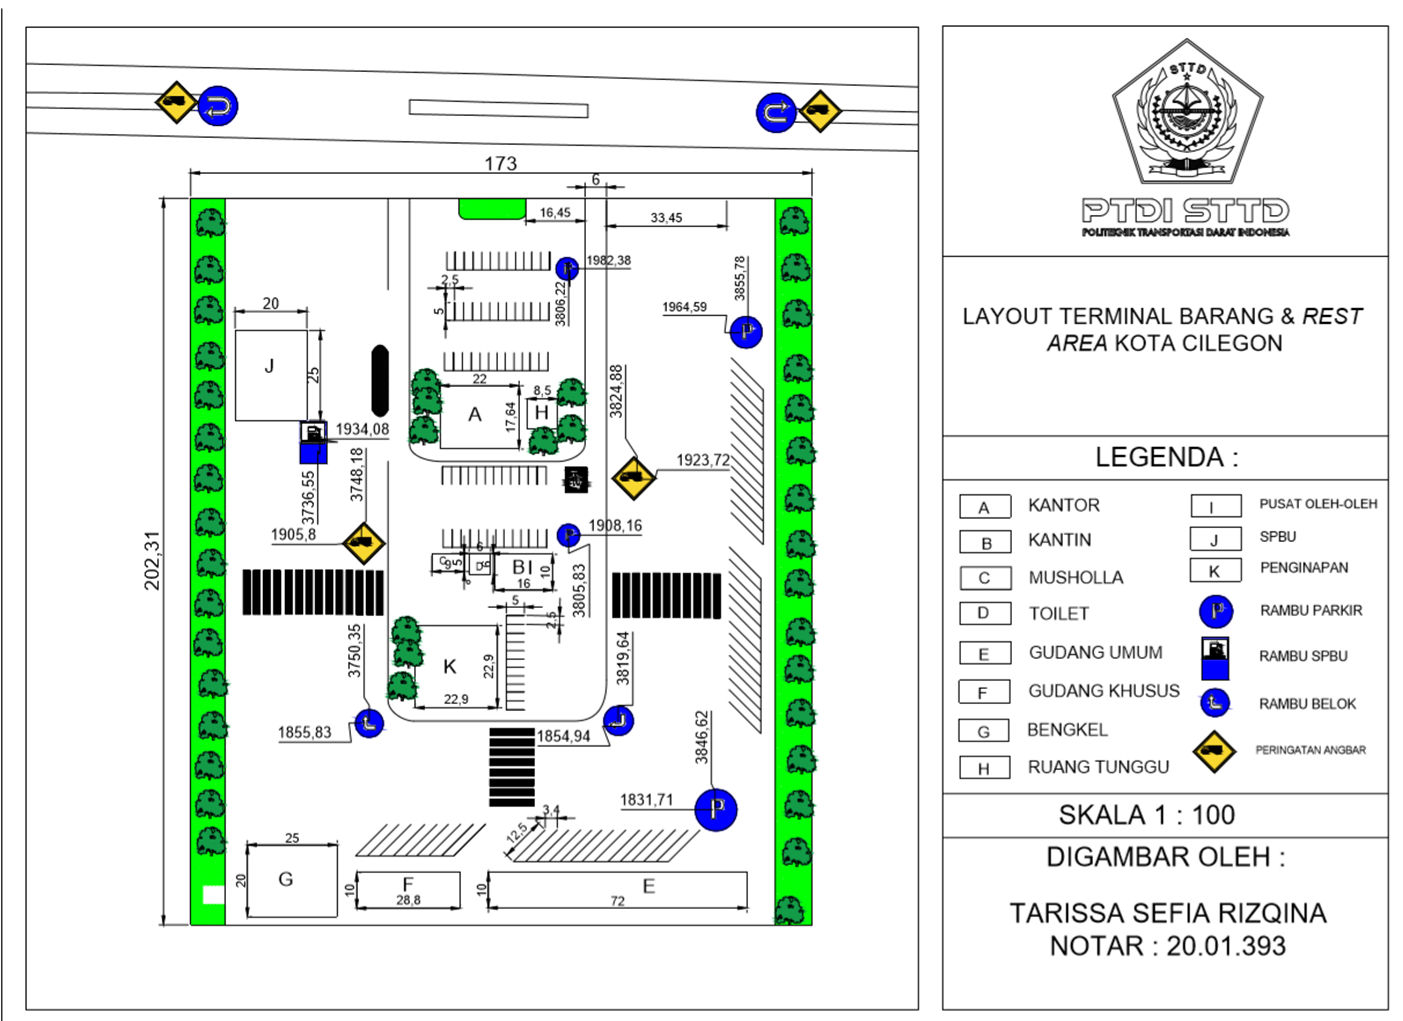 173
6
16,45
33,45
1982,38
3806,22
2,5
5
1964,59
3855,78
20
J
25
22
A
17,64
8,5
H
3824,88
1934,08
3736,55
3748,18
1923,72
1905,8
1908,16
202,31
6
C
9
5
D
6
BI
10
16
3805,83
5
2,5
3750,35
K
22,9
22,9
3819,64
1855,83
1854,94
3846,62
1831,71
3,4
12,5
25
20
G
10
F
28,8
10
E
72
STTD
PTDI STTD
POLITEKNIK TRANSPORTASI DARAT INDONESIA
LAYOUT TERMINAL BARANG & REST
AREA KOTA CILEGON
LEGENDA :
A KANTOR
B KANTIN
C MUSHOLLA
D TOILET
E GUDANG UMUM
F GUDANG KHUSUS
G BENGKEL
H RUANG TUNGGU
I PUSAT OLEH-OLEH
J SPBU
K PENGINAPAN
P RAMBU PARKIR
RAMBU SPBU
RAMBU BELOK
PERINGATAN ANGBAR
SKALA 1 : 100
DIGAMBAR OLEH :
TARISSA SEFIA RIZQINA
NOTAR : 20.01.393